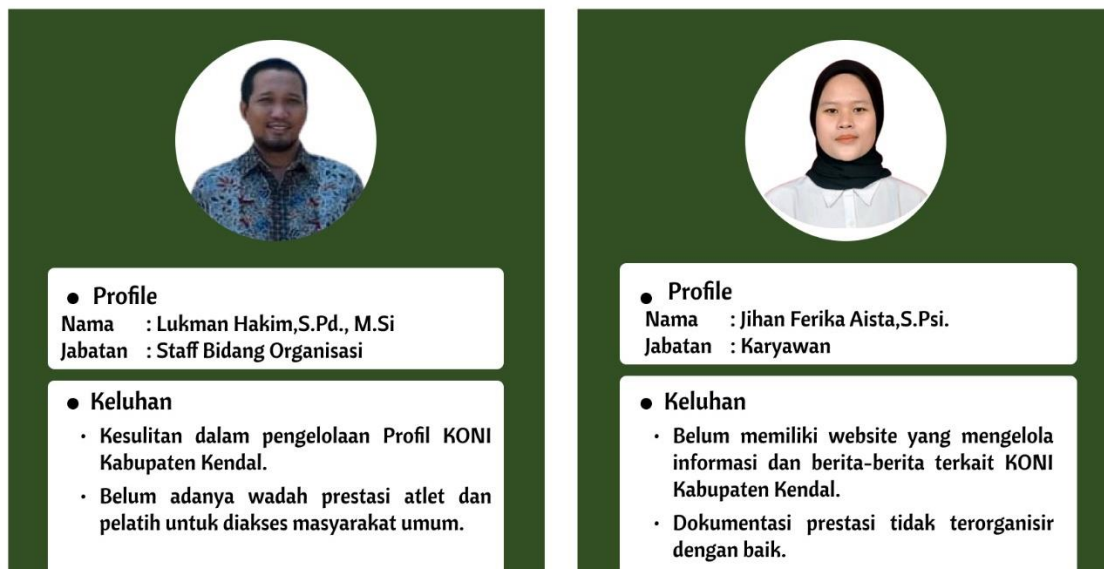 • Profile
Nama : Lukman Hakim,S.Pd., M.Si
Jabatan : Staff Bidang Organisasi
• Keluhan
· Kesulitan dalam pengelolaan Profil KONI
Kabupaten Kendal.
· Belum adanya wadah prestasi atlet dan
pelatih untuk diakses masyarakat umum.
• Profile
Nama : Jihan Ferika Aista,S.Psi.
Jabatan : Karyawan
• Keluhan
· Belum memiliki website yang mengelola
informasi dan berita-berita terkait KONI
Kabupaten Kendal.
· Dokumentasi prestasi tidak terorganisir
dengan baik.